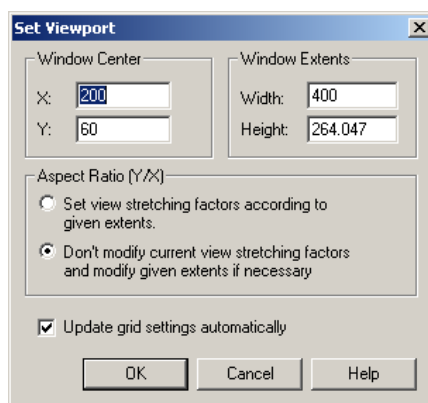 Set Viewport
Window Center
X: 200
Y: 60
Window Extents
Width: 400
Height: 264.047
Aspect Ratio (Y/X)
Set view stretching factors according to
given extents.
Don't modify current view stretching factors
and modify given extents if necessary
Update grid settings automatically
OK Cancel Help